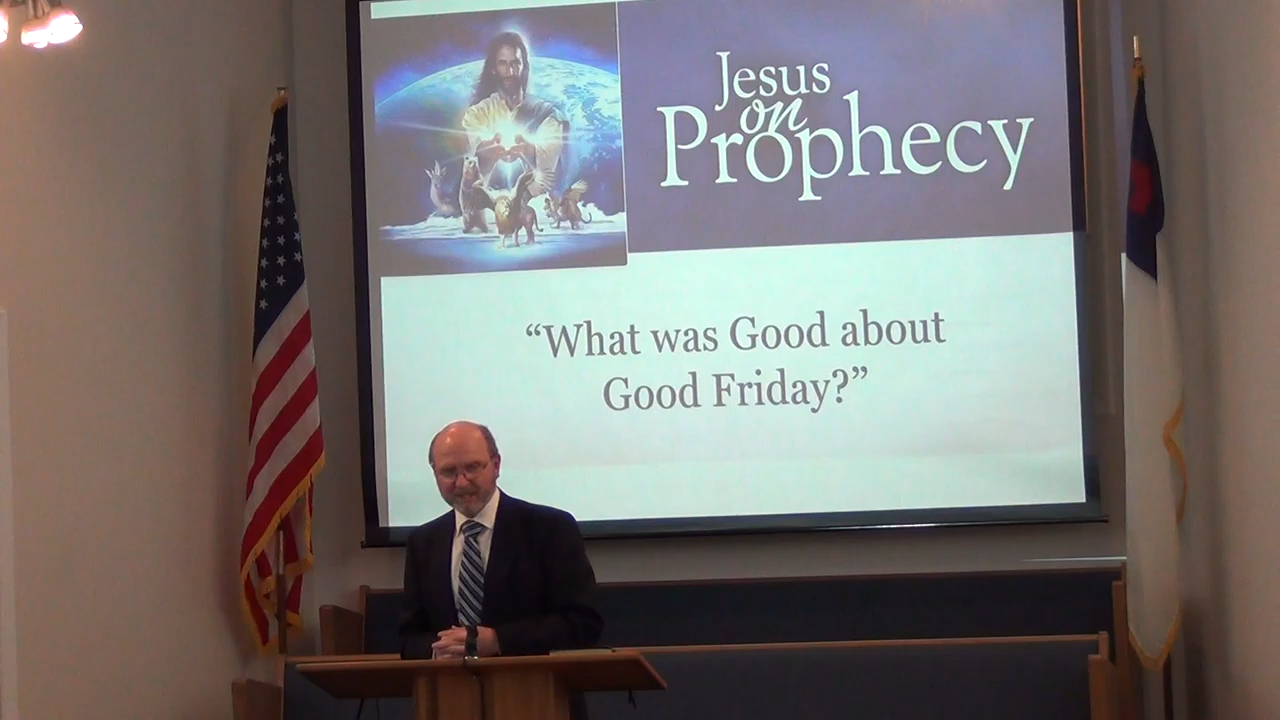 Jesus
on
Prophecy
“What was Good about
Good Friday?”